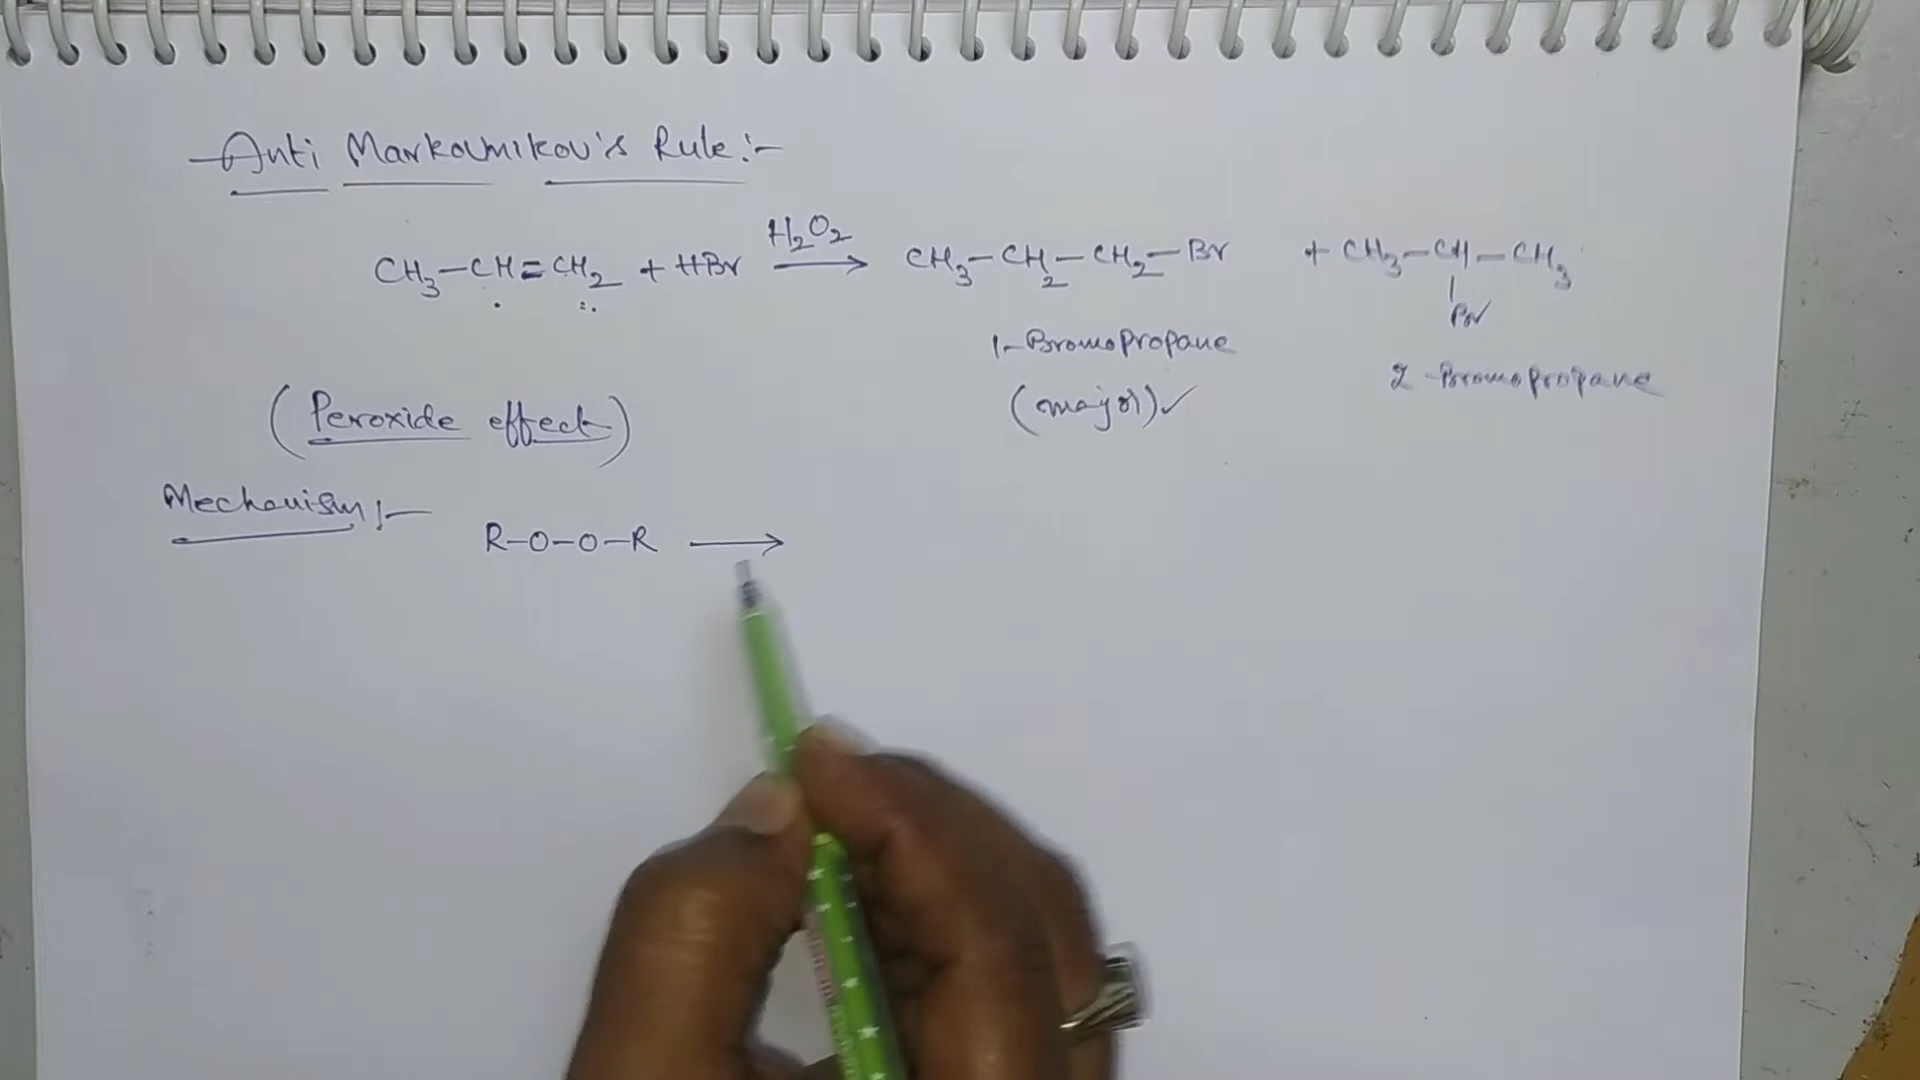 Anti Markovnikov's Rule:-
CH3-CH=CH2 + HBr H2O2 → CH3-CH2-CH2-Br + CH3-CH-CH3
Br
1-Bromopropane
2-Bromopropane
(Peroxide effect) (major)✓
Mechanism:-
R-O-O-R →